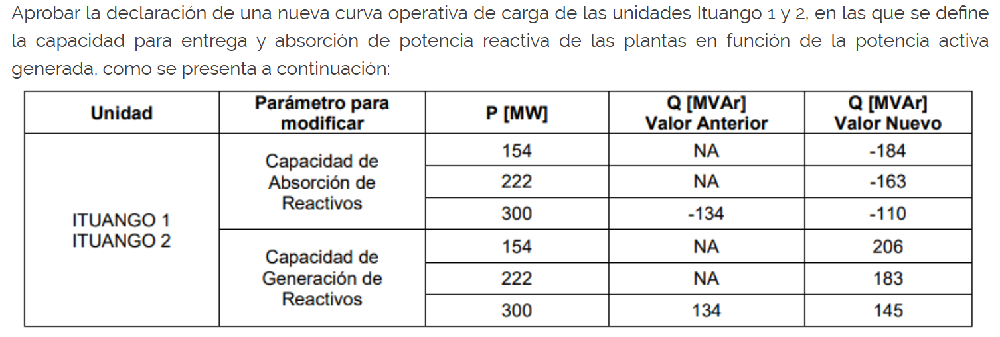 Aprobar la declaración de una nueva curva operativa de carga de las unidades Ituango 1 y 2, en las que se define
la capacidad para entrega y absorción de potencia reactiva de las plantas en función de la potencia activa
generada, como se presenta a continuación:
Unidad
Parámetro para
modificar
P [MW]
Q [MVAr]
Valor Anterior
Q [MVAr]
Valor Nuevo
ITUANGO 1
ITUANGO 2
Capacidad de
Absorción de
Reactivos
154 NA -184
222 NA -163
300 -134 -110
Capacidad de
Generación de
Reactivos
154 NA 206
222 NA 183
300 134 145